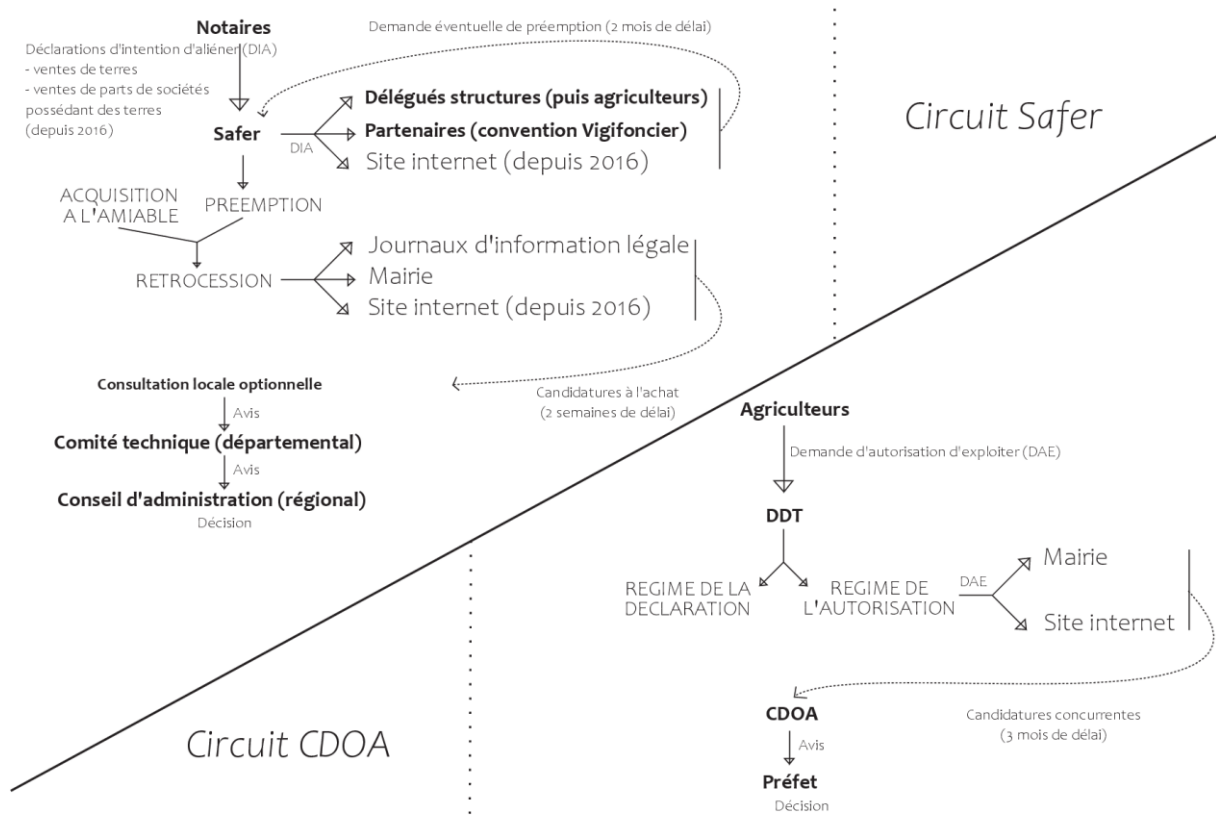 Notaires
Déclarations d'intention d'aliéner (DIA)
- ventes de terres
- ventes de parts de sociétés
possédant des terres
(depuis 2016)
Demande éventuelle de préemption (2 mois de délai)
Safer
DIA
Délégués structures (puis agriculteurs)
Partenaires (convention Vigifoncier)
Site internet (depuis 2016)
Circuit Safer
ACQUISITION
A L'AMIABLE
PREEMPTION
RETROCESSION
Journaux d'information légale
Mairie
Site internet (depuis 2016)
Candidatures à l'achat
(2 semaines de délai)
Consultation locale optionnelle
Avis
Comité technique (départemental)
Avis
Conseil d'administration (régional)
Décision
Agriculteurs
Demande d'autorisation d'exploiter (DAE)
DDT
REGIME DE LA
DECLARATION
REGIME DE
L'AUTORISATION
DAE
Mairie
Site internet
Candidatures concurrentes
(3 mois de délai)
CDOA
Avis
Préfet
Décision
Circuit CDOA